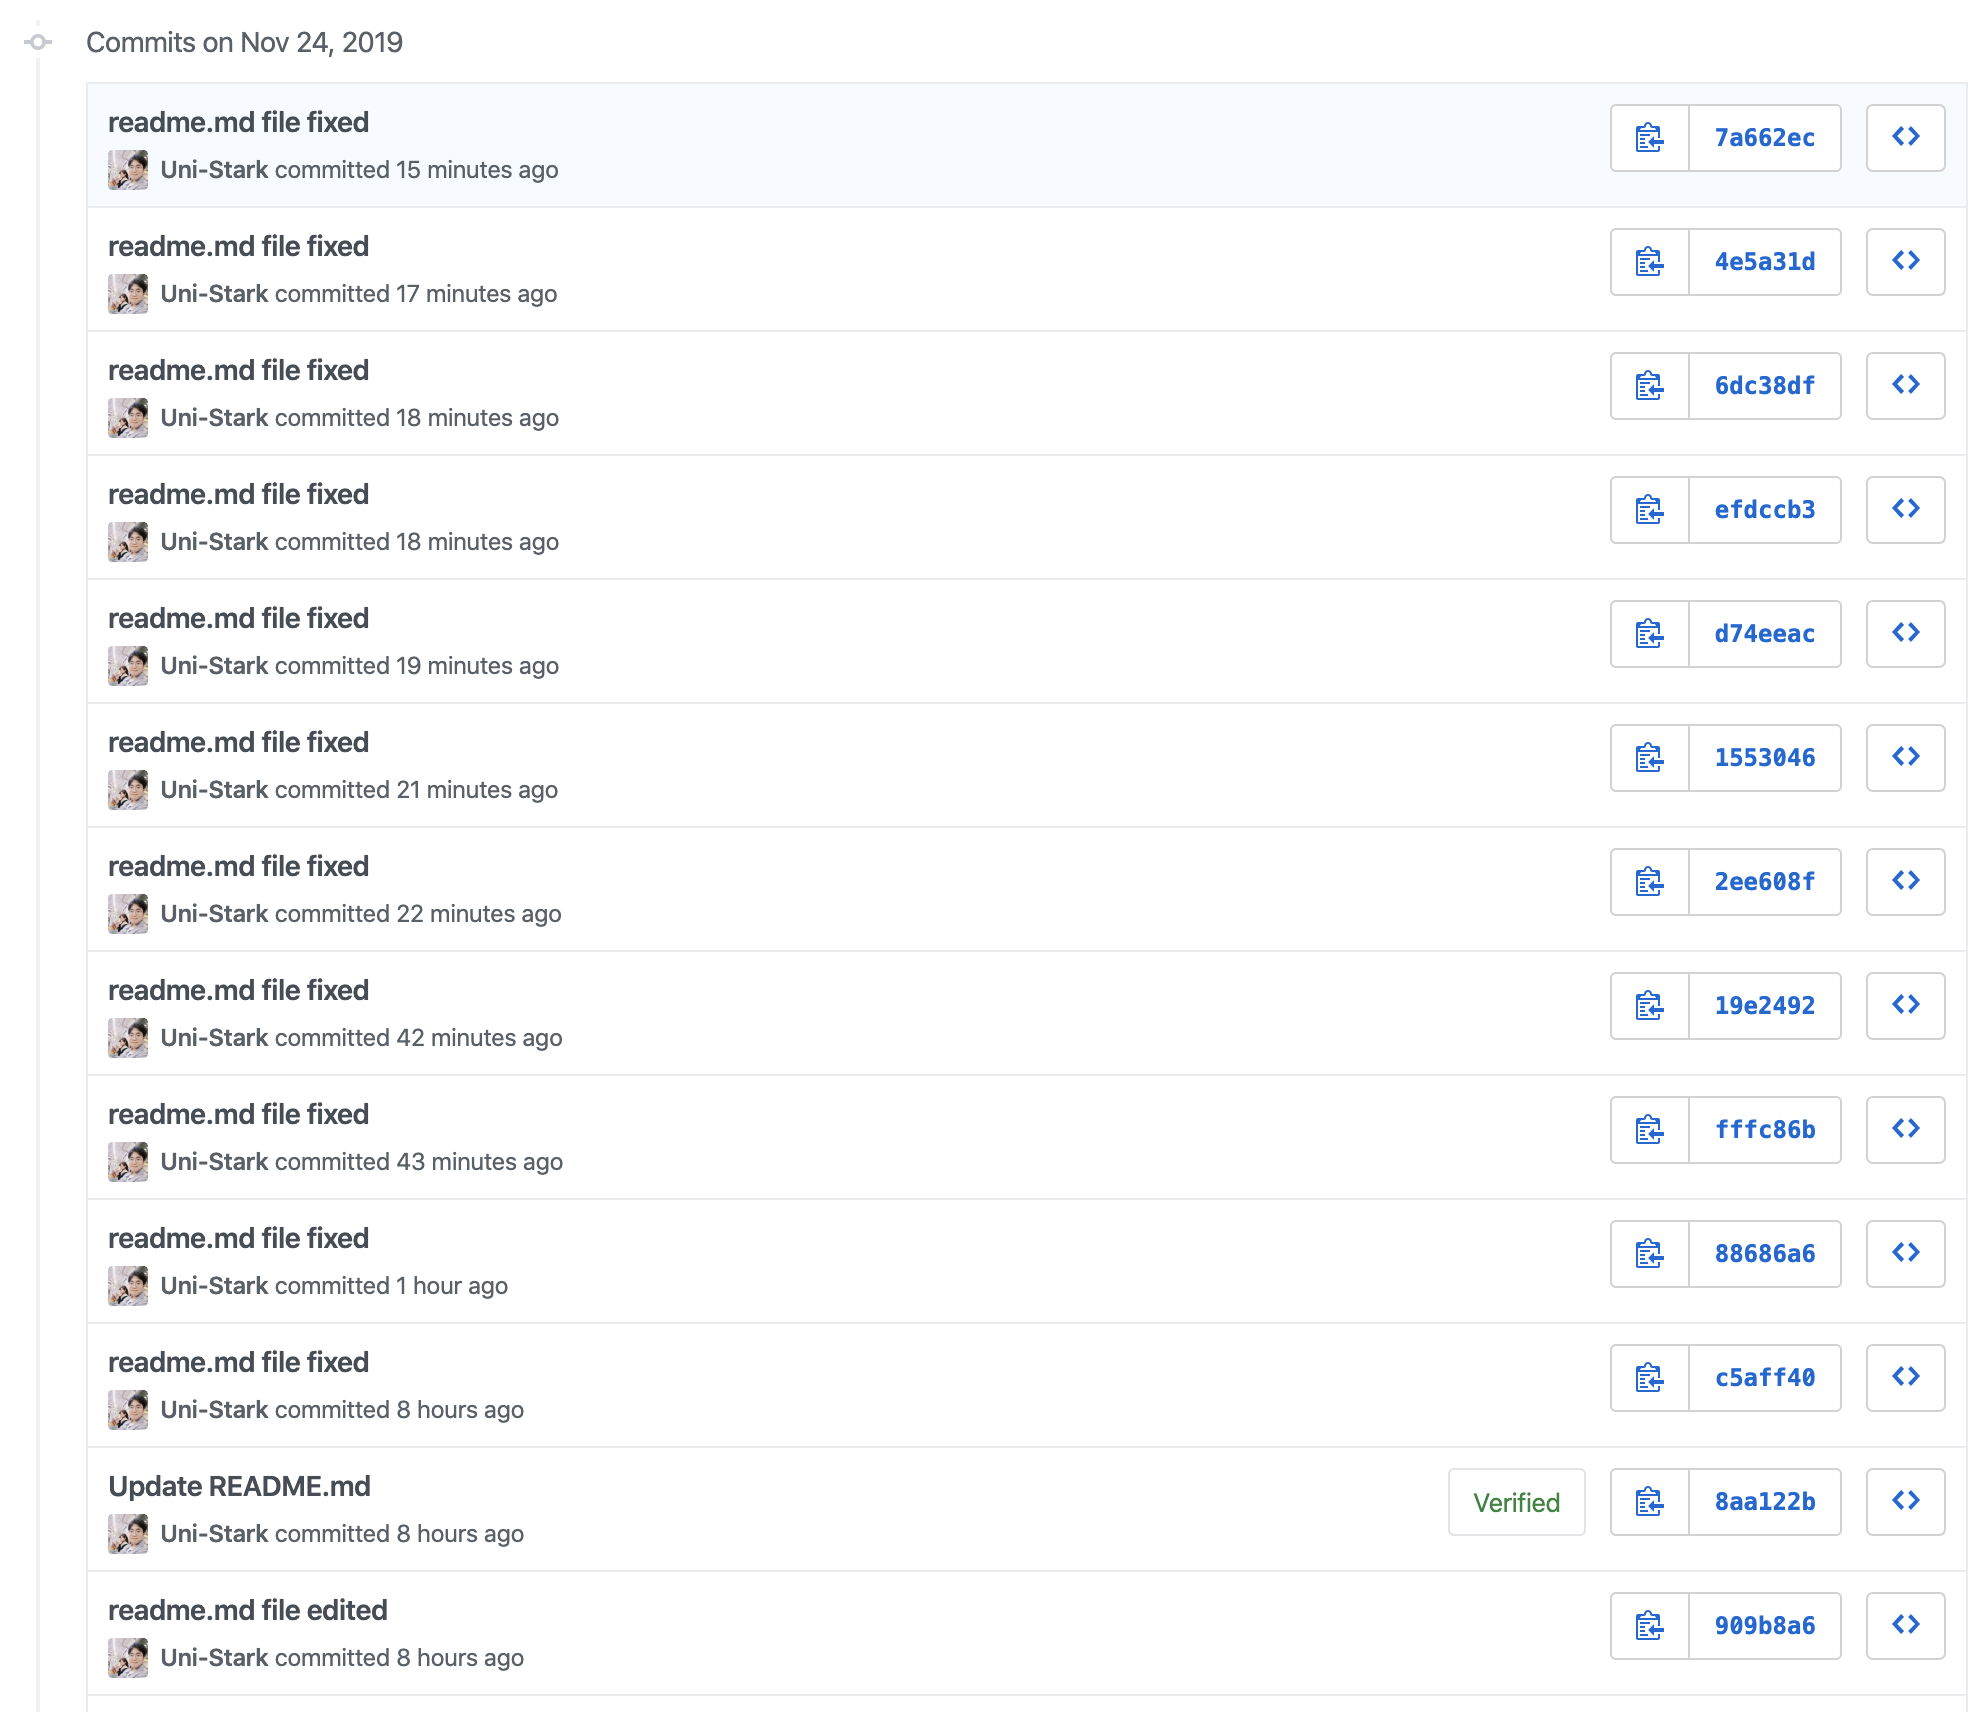 Commits on Nov 24, 2019
readme.md file fixed
7a662ec
Uni-Stark committed 15 minutes ago
readme.md file fixed
4e5a31d
Uni-Stark committed 17 minutes ago
readme.md file fixed
6dc38df
Uni-Stark committed 18 minutes ago
readme.md file fixed
efdccb3
Uni-Stark committed 18 minutes ago
readme.md file fixed
d74eeac
Uni-Stark committed 19 minutes ago
readme.md file fixed
1553046
Uni-Stark committed 21 minutes ago
readme.md file fixed
2ee608f
Uni-Stark committed 22 minutes ago
readme.md file fixed
19e2492
Uni-Stark committed 42 minutes ago
readme.md file fixed
fffc86b
Uni-Stark committed 43 minutes ago
readme.md file fixed
88686a6
Uni-Stark committed 1 hour ago
readme.md file fixed
c5aff40
Uni-Stark committed 8 hours ago
Update README.md
Verified
8aa122b
Uni-Stark committed 8 hours ago
readme.md file edited
909b8a6
Uni-Stark committed 8 hours ago